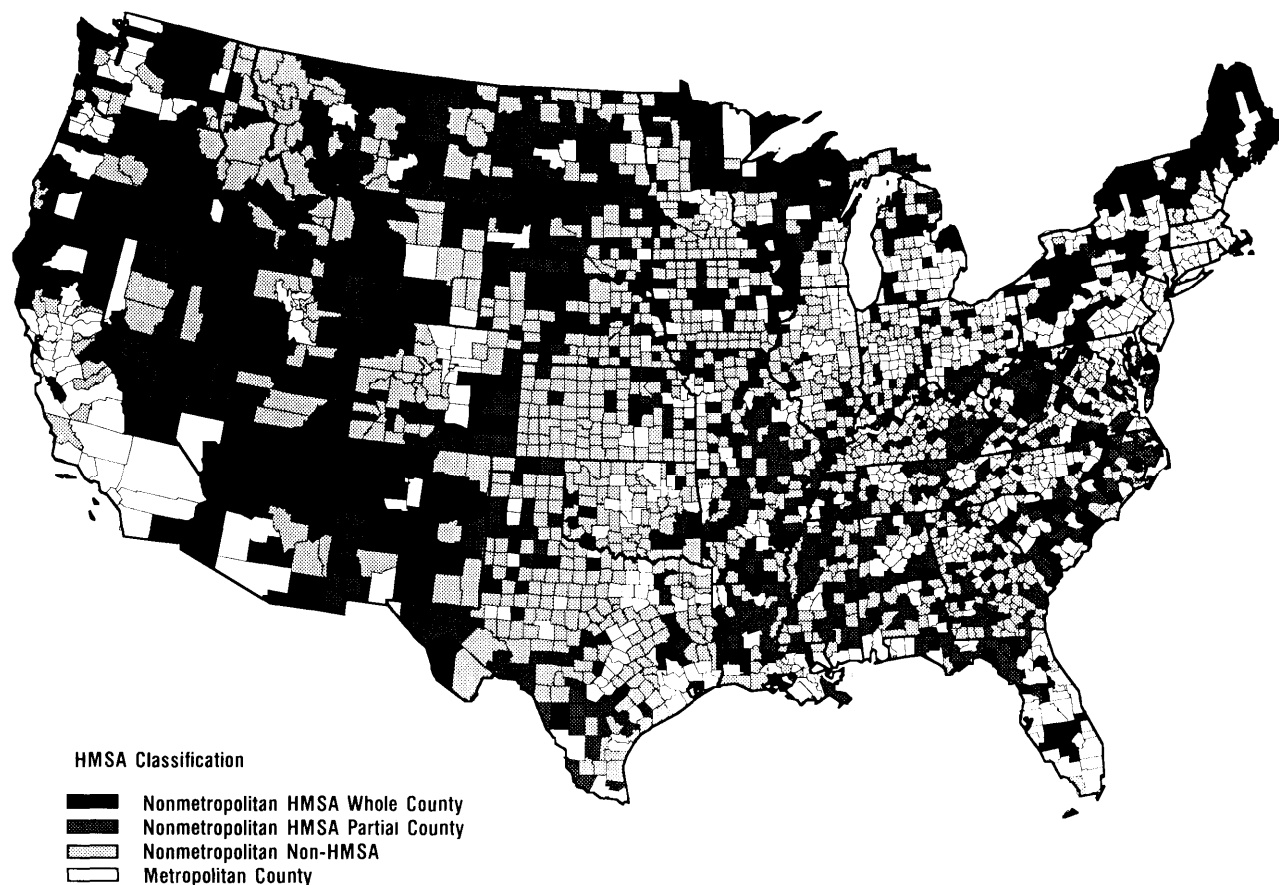 HMSA Classification
Nonmetropolitan HMSA Whole County
Nonmetropolitan HMSA Partial County
Nonmetropolitan Non-HMSA
Metropolitan County